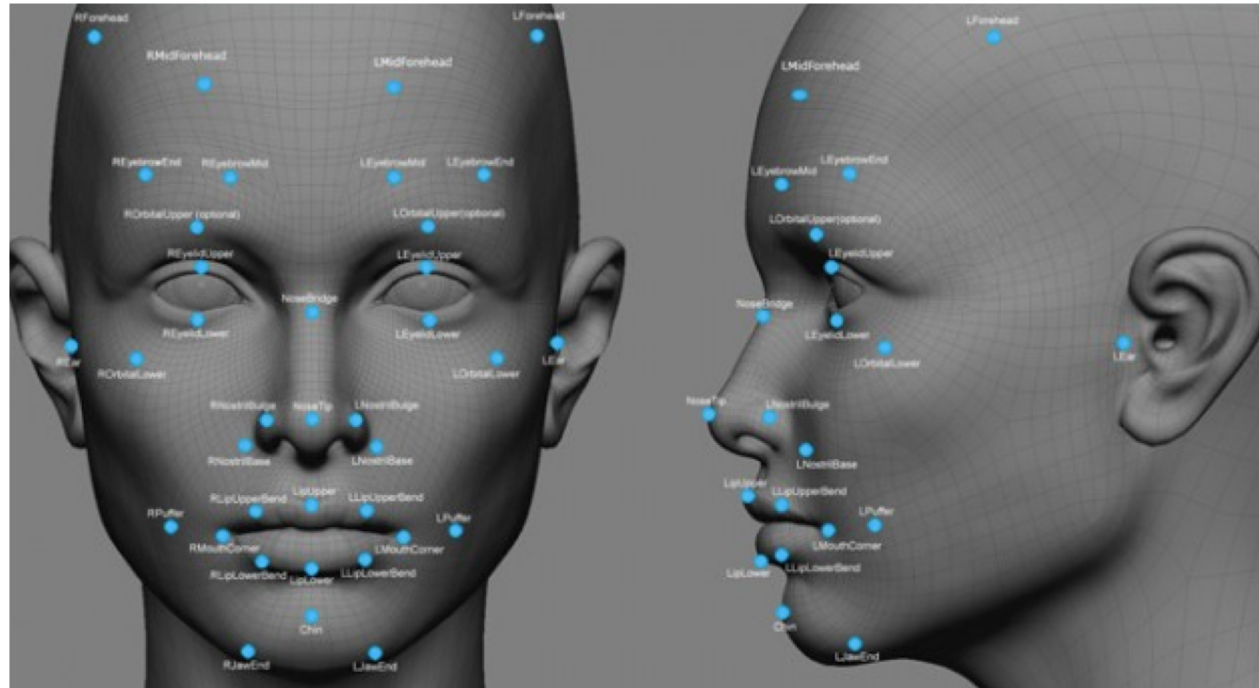 RForehead
LForehead
RMidForehead
LMidForehead
REyebrowEnd
REyebrowMid
LEyebrowMid
LEyebrowEnd
ROrbitalUpper (optional)
LOrbitalUpper(optional)
REyelidUpper
LEyelidUpper
NoseBridge
REyelidLower
LEyelidLower
REar
LEar
ROrbitalLower
LOrbitalLower
RNostrilBulge
NoseTip
LNostrilBulge
RNostrilBase
LNostrilBase
RLipUpperBend
LipUpper
LLipUpperBend
RPuffer
LPuffer
RMouthCorner
LMouthCorner
RLipLowerBend
LipLower
LLipLowerBend
Chin
RJawEnd
LJawEnd
LForehead
LMidForehead
LEyebrowEnd
LEyebrowMid
LOrbitalUpper(optional)
LEyelidUpper
NoseBridge
LEyelidLower
LOrbitalLower
LEar
NoseTip
LNostrilBulge
LNostrilBase
LipUpper
LLipUpperBend
LPuffer
LMouthCorner
LipLower
LLipLowerBend
Chin
LJawEnd